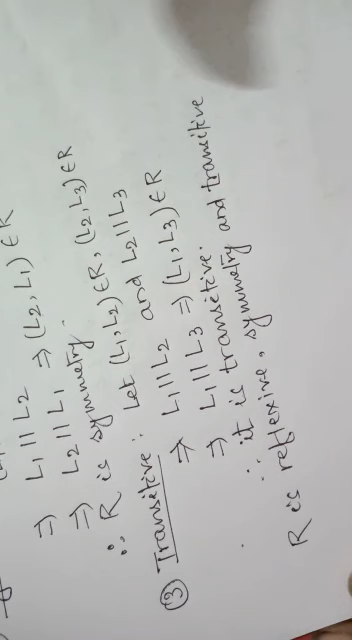 ⇒ L₁ || L₂
⇒ L₂ || L₁ ⇒ (L₂, L₁) ∈ R
∴ R is symmetry.
③ Transitive : Let (L₁, L₂) ∈ R, (L₂, L₃) ∈ R
⇒ L₁ || L₂ and L₂ || L₃
⇒ L₁ || L₃ ⇒ (L₁, L₃) ∈ R
∴ it is transitive.
R is reflexive, symmetry and transitive